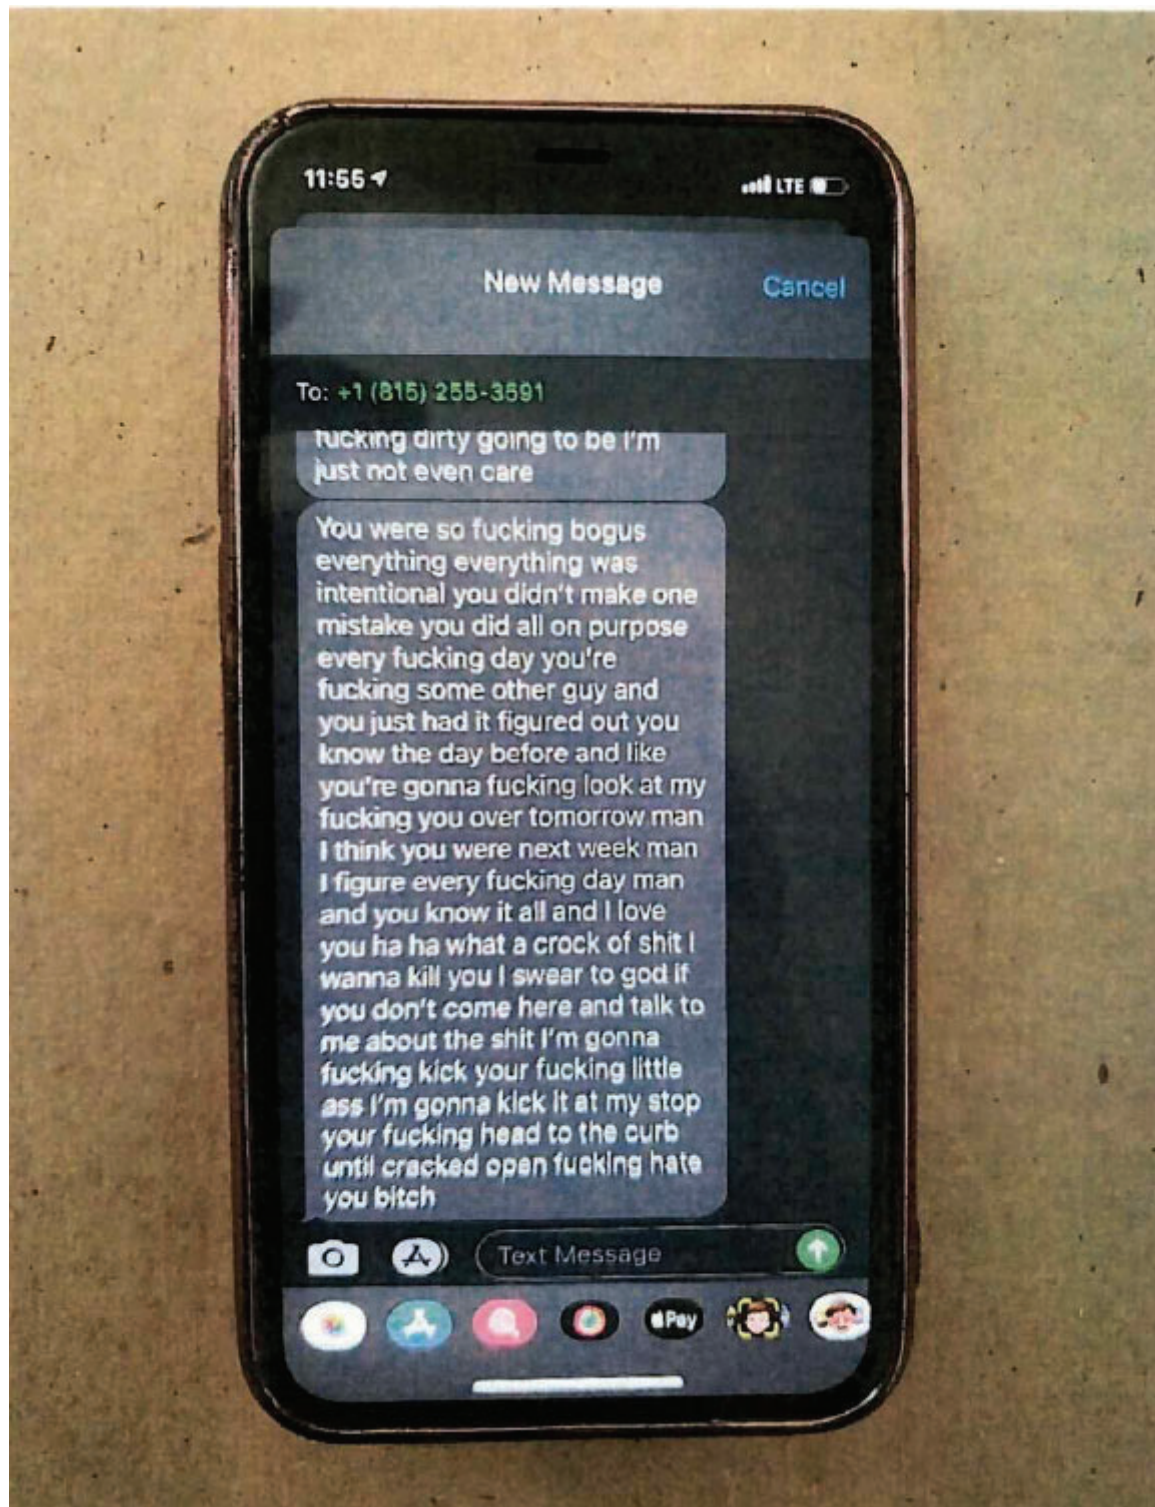 11:55
LTE
New Message
Cancel
To: +1 (815) 255-3591
fucking dirty going to be I'm
just not even care
You were so fucking bogus
everything everything was
intentional you didn't make one
mistake you did all on purpose
every fucking day you're
fucking some other guy and
you just had it figured out you
know the day before and like
you're gonna fucking look at my
fucking you over tomorrow man
I think you were next week man
I figure every fucking day man
and you know it all and I love
you ha ha what a crock of shit I
wanna kill you I swear to god if
you don't come here and talk to
me about the shit I'm gonna
fucking kick your fucking little
ass I'm gonna kick it at my stop
your fucking head to the curb
until cracked open fucking hate
you bitch
Text Message
Pay